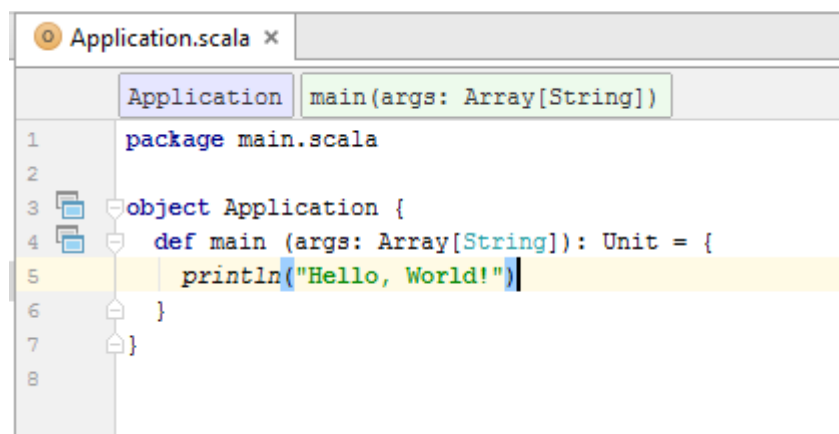 Application.scala ×
Application main(args: Array[String])
1 package main.scala
2
3 object Application {
4   def main (args: Array[String]): Unit = {
5     println("Hello, World!")
6   }
7 }
8